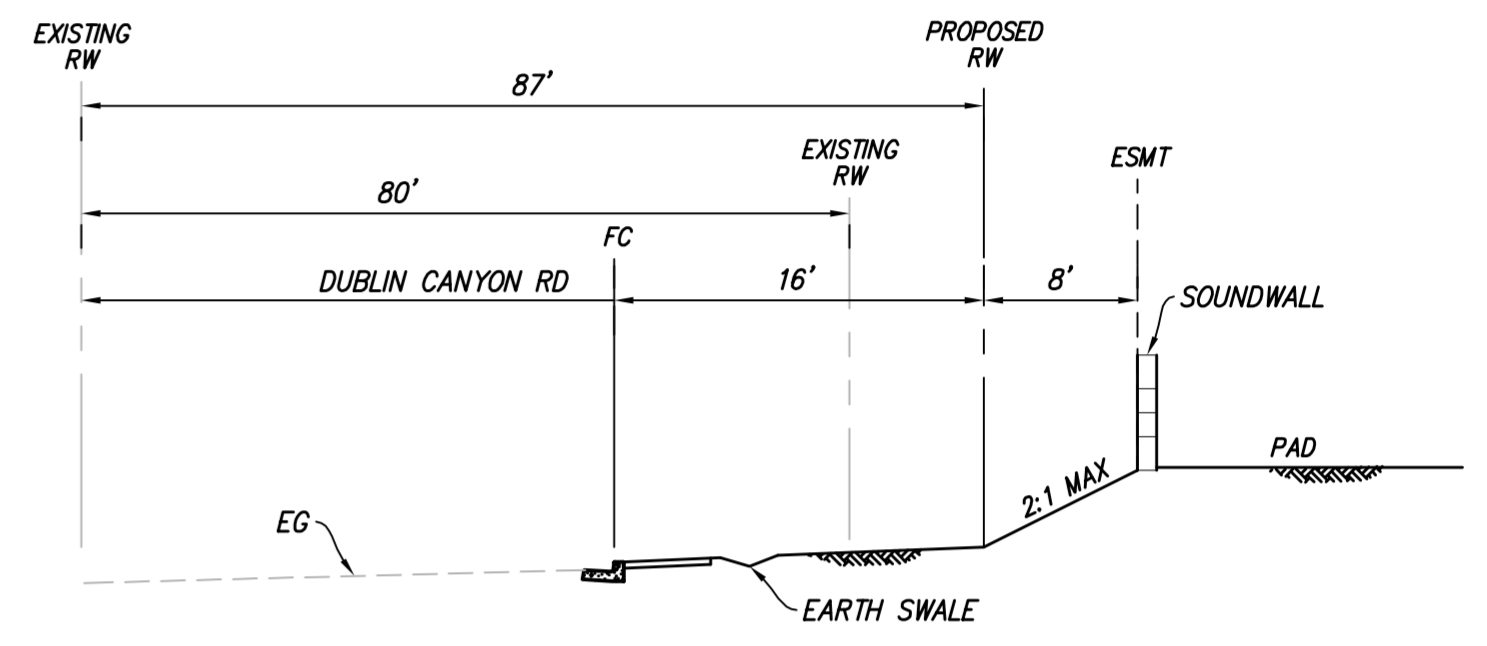 EXISTING
RW
PROPOSED
RW
87'
EXISTING
RW
ESMT
80'
FC
DUBLIN CANYON RD
16'
8'
SOUNDWALL
PAD
2:1 MAX
EG
EARTH SWALE